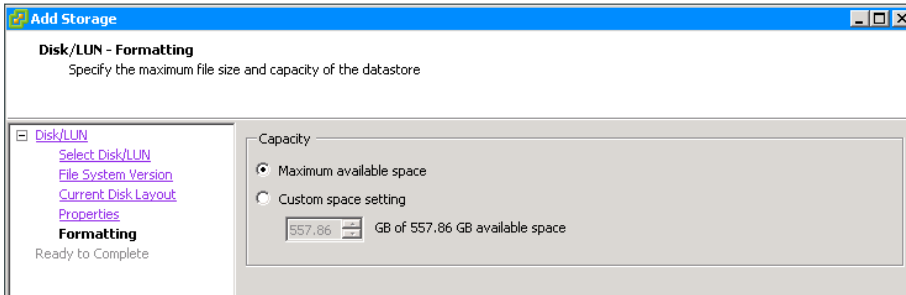 Add Storage
Disk/LUN - Formatting
Specify the maximum file size and capacity of the datastore
Disk/LUN
Select Disk/LUN
File System Version
Current Disk Layout
Properties
Formatting
Ready to Complete
Capacity
Maximum available space
Custom space setting
557.86 GB of 557.86 GB available space